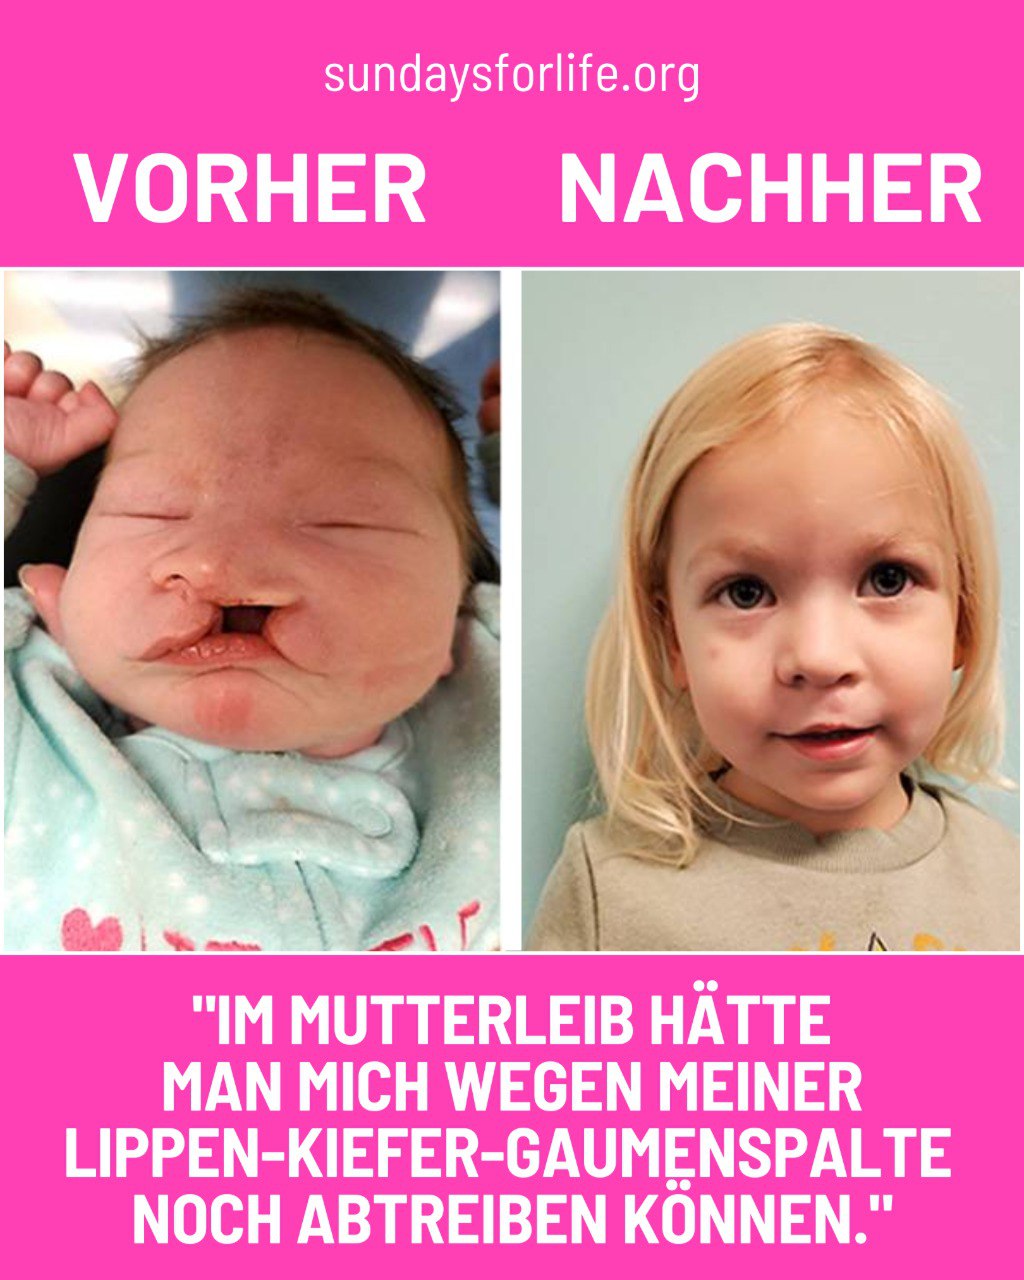 sundaysforlife.org
VORHER NACHHER
"IM MUTTERLEIB HÄTTE
MAN MICH WEGEN MEINER
LIPPEN-KIEFER-GAUMENSPALTE
NOCH ABTREIBEN KÖNNEN."